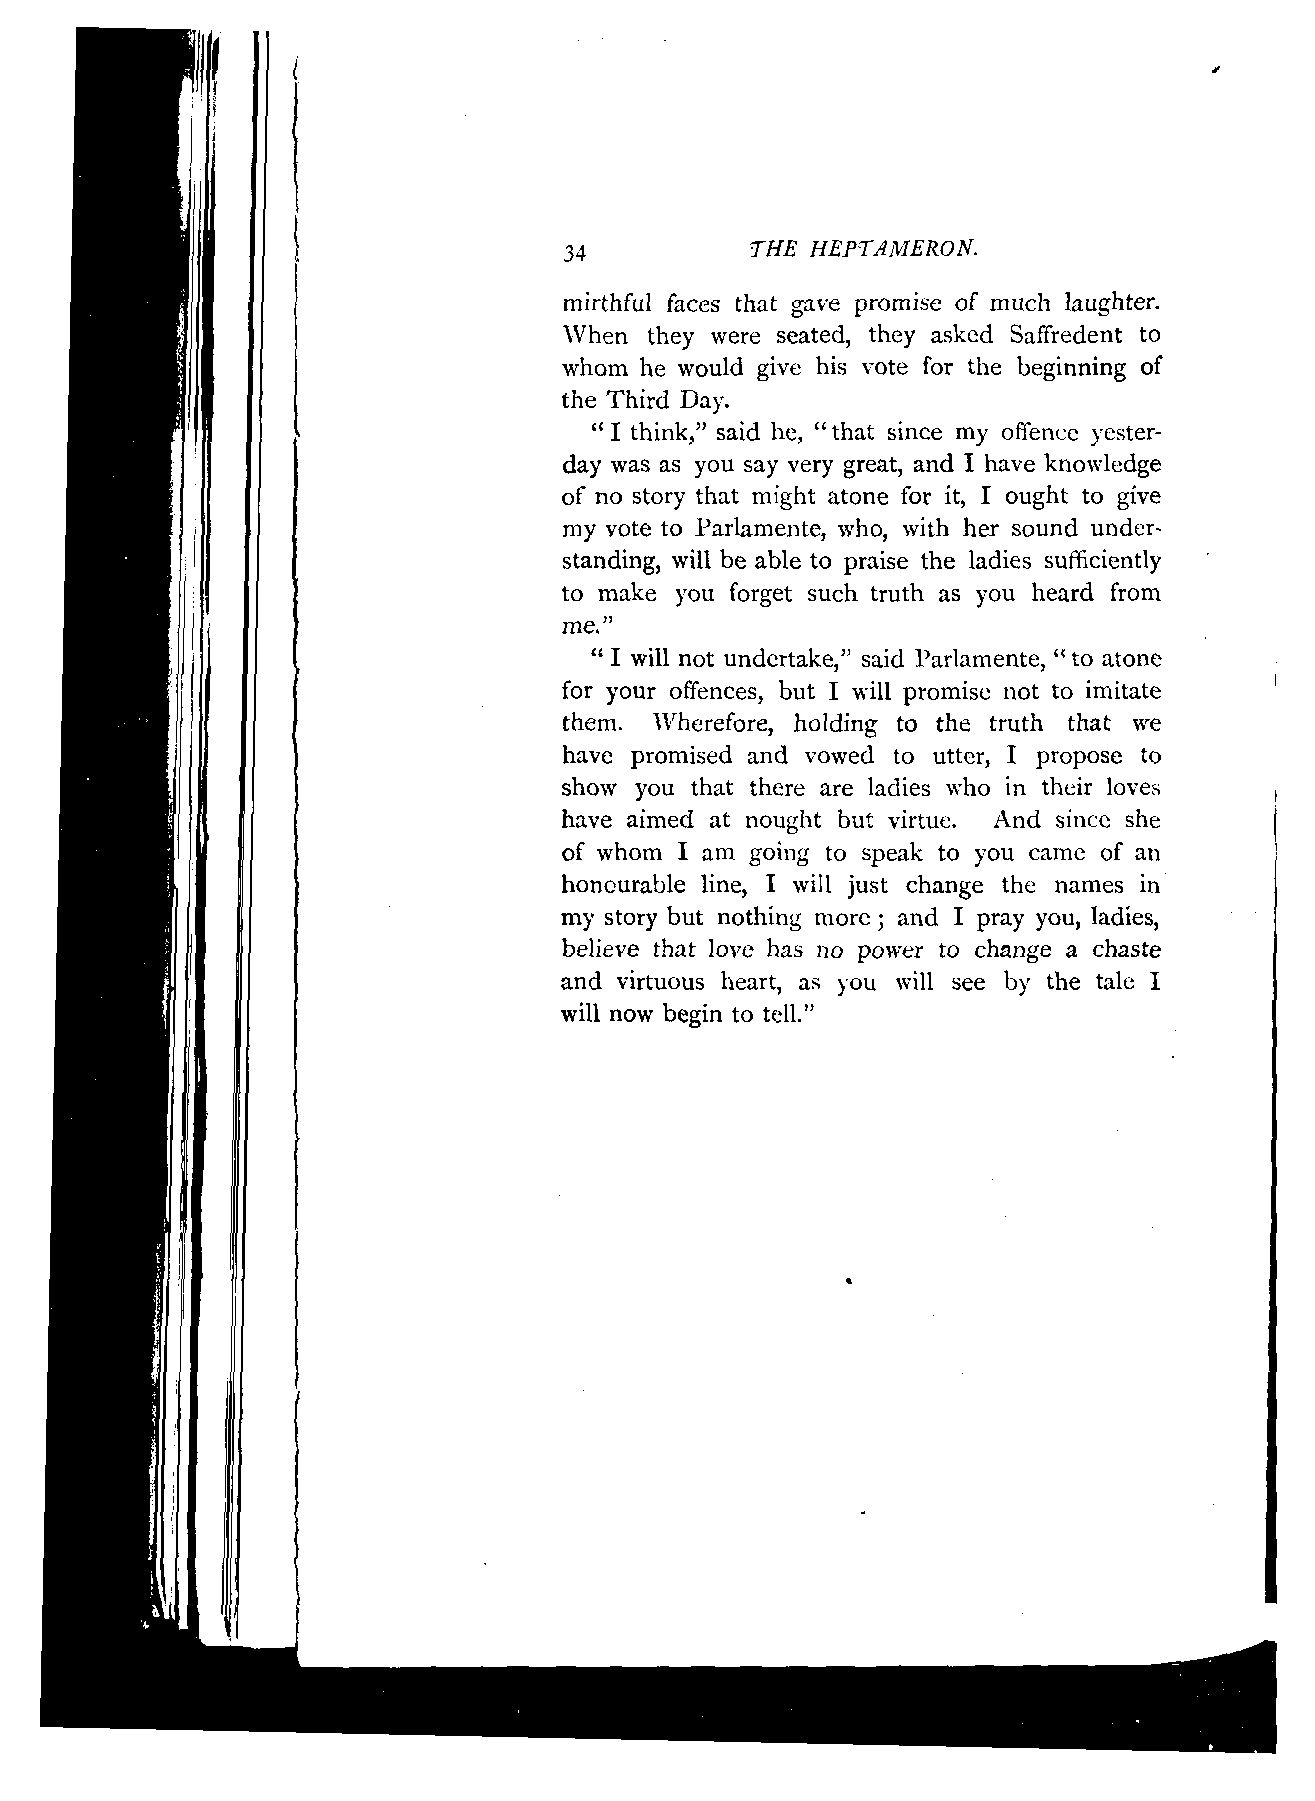 34 THE HEPTAMERON.
mirthful faces that gave promise of much laughter.
When they were seated, they asked Saffredent to
whom he would give his vote for the beginning of
the Third Day.
“ I think,” said he, “ that since my offence yester-
day was as you say very great, and I have knowledge
of no story that might atone for it, I ought to give
my vote to Parlamente, who, with her sound under-
standing, will be able to praise the ladies sufficiently
to make you forget such truth as you heard from
me.”
“ I will not undertake,” said Parlamente, “ to atone
for your offences, but I will promise not to imitate
them. Wherefore, holding to the truth that we
have promised and vowed to utter, I propose to
show you that there are ladies who in their loves
have aimed at nought but virtue. And since she
of whom I am going to speak to you came of an
honourable line, I will just change the names in
my story but nothing more ; and I pray you, ladies,
believe that love has no power to change a chaste
and virtuous heart, as you will see by the tale I
will now begin to tell.”